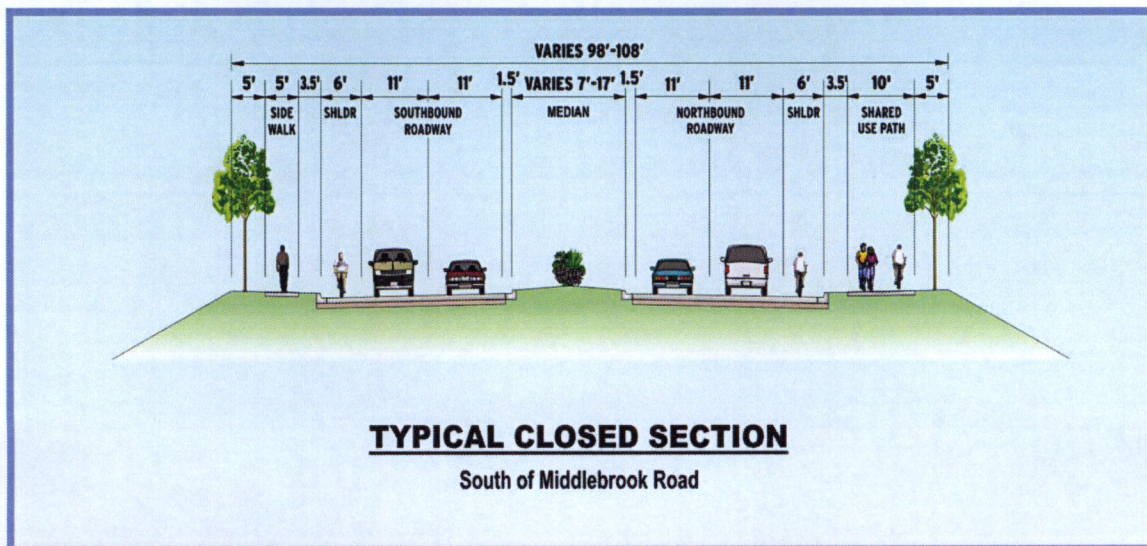 VARIES 98'-108'
5' 5' 3.5' 6' 11' 11' 1.5' VARIES 7'-17' 1.5' 11' 11' 6' 3.5' 10' 5'
SIDE WALK SHLDR SOUTHBOUND ROADWAY MEDIAN NORTHBOUND ROADWAY SHLDR SHARED USE PATH
TYPICAL CLOSED SECTION
South of Middlebrook Road